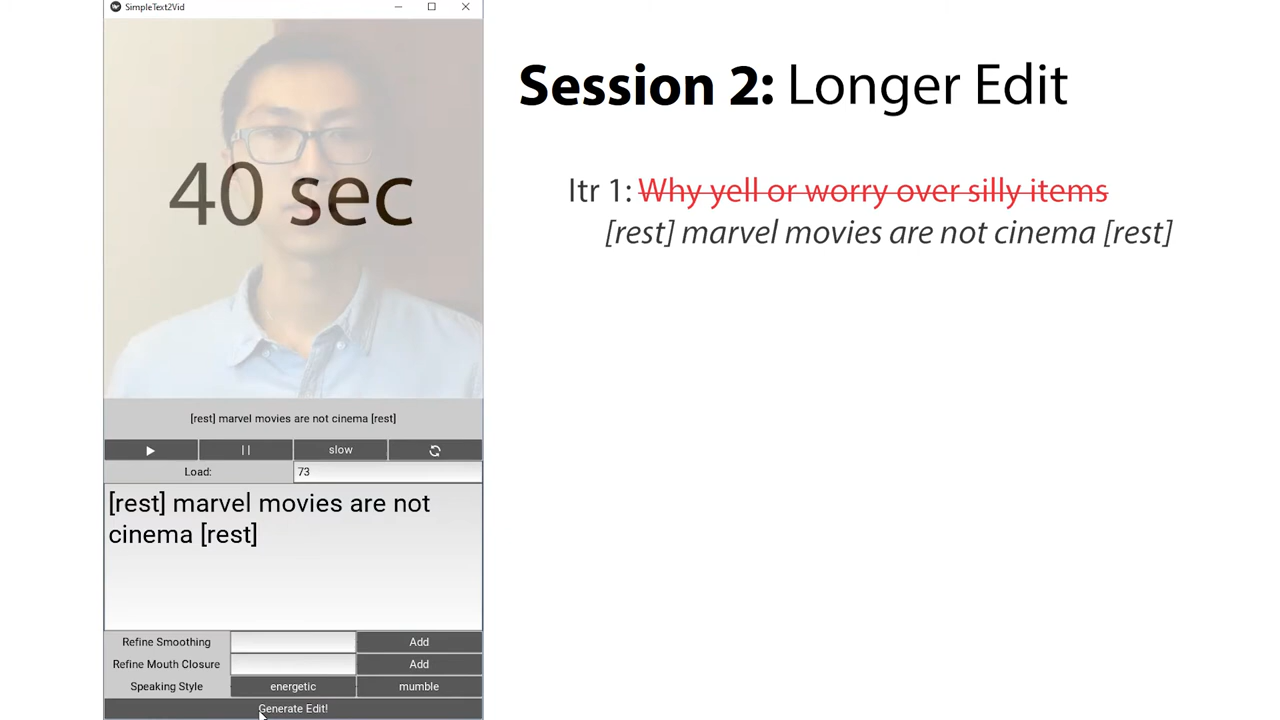 SimpleText2Vid
40 sec
[rest] marvel movies are not cinema [rest]
slow
Load: 73
[rest] marvel movies are not
cinema [rest]
Refine Smoothing Add
Refine Mouth Closure Add
Speaking Style energetic mumble
Generate Edit!
Session 2: Longer Edit
Itr 1: Why yell or worry over silly items
[rest] marvel movies are not cinema [rest]